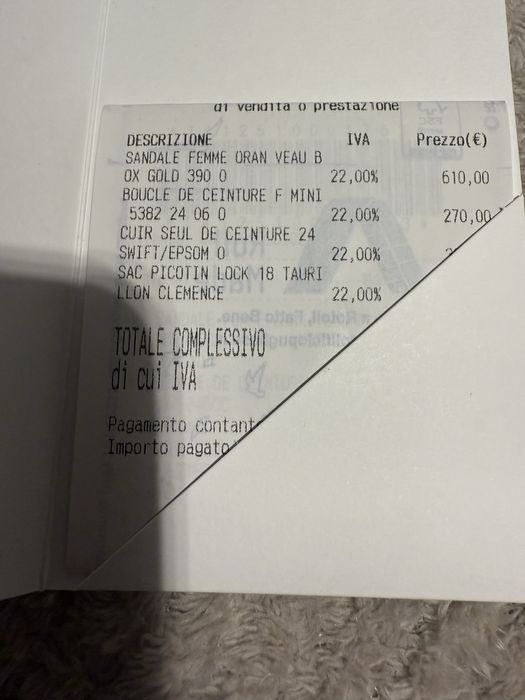 di vendita o prestazione
DESCRIZIONE IVA Prezzo(€)
SANDALE FEMME ORAN VEAU B
OX GOLD 390 0 22,00% 610,00
BOUCLE DE CEINTURE F MINI
5382 24 06 0 22,00% 270,00
CUIR SEUL DE CEINTURE 24
SWIFT/EPSOM 0 22,00%
SAC PICOTIN LOCK 18 TAURI
LLON CLEMENCE 22,00%
TOTALE COMPLESSIVO
di cui IVA
Pagamento contant
Importo pagato